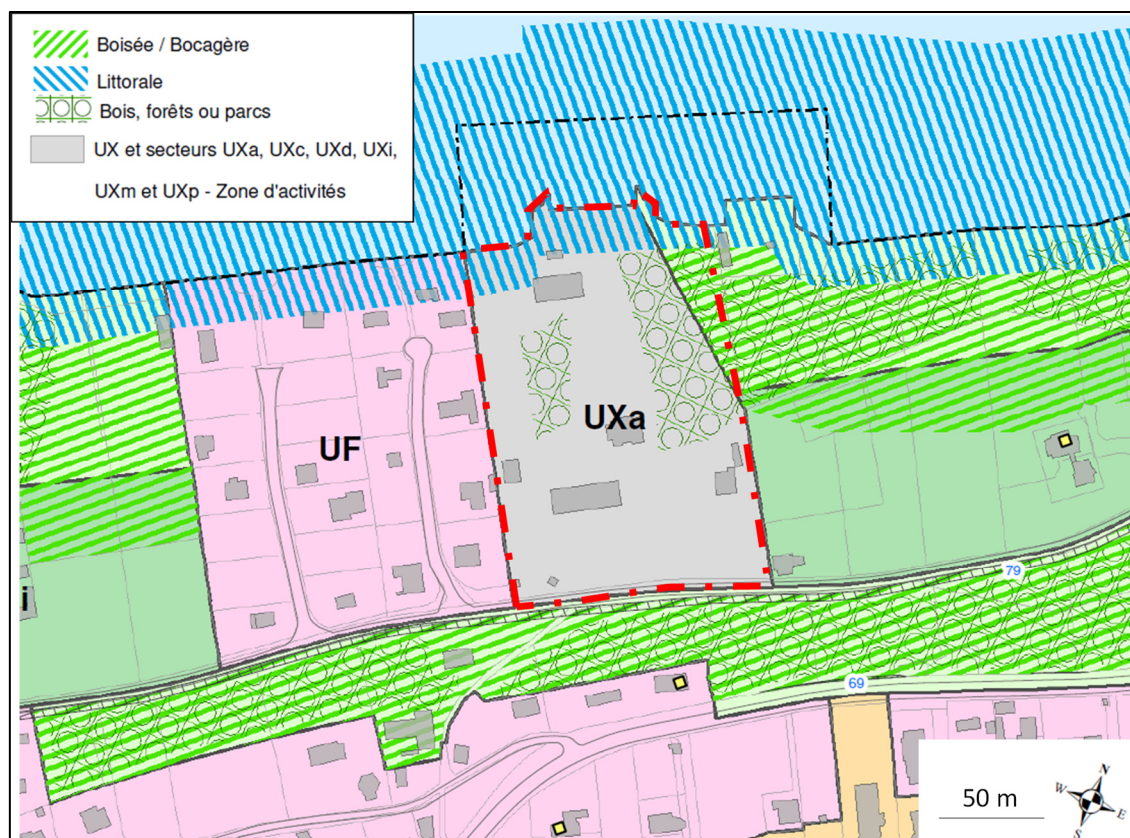 Boisée / Bocagère
Littorale
Bois, forêts ou parcs
UX et secteurs UXa, UXc, UXd, UXi,
UXm et UXp - Zone d'activités
UXa
UF
79
i
69
50 m
N
W
E
S